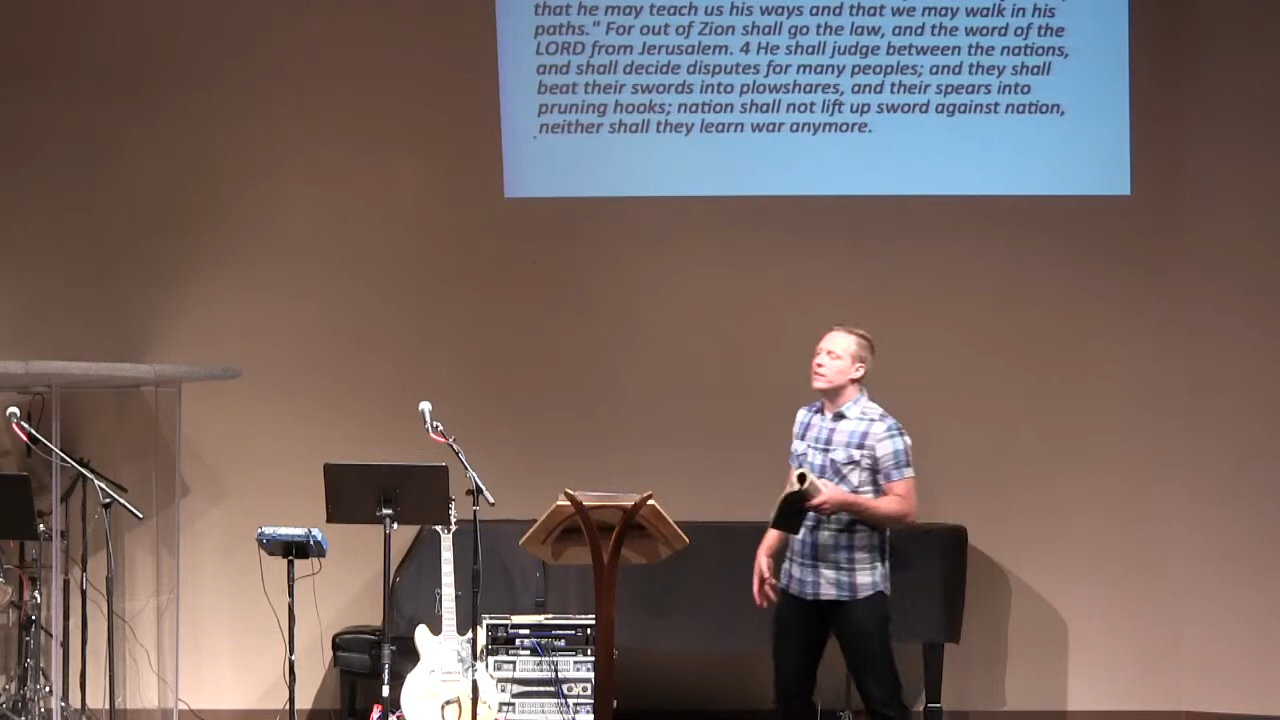 that he may teach us his ways and that we may walk in his
paths." For out of Zion shall go the law, and the word of the
LORD from Jerusalem. 4 He shall judge between the nations,
and shall decide disputes for many peoples; and they shall
beat their swords into plowshares, and their spears into
pruning hooks; nation shall not lift up sword against nation,
neither shall they learn war anymore.